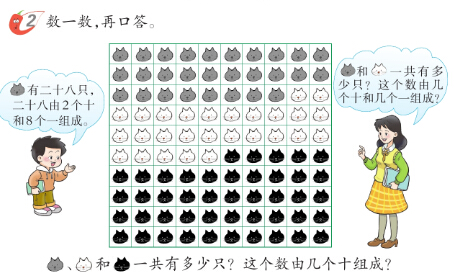 例2 数一数,再口答。
有二十八只,
二十八由2个十
和8个一组成。
和 一共有多
少只？这个数由几
个十和几个一组成？
、 和 一共有多少只？这个数由几个十组成？